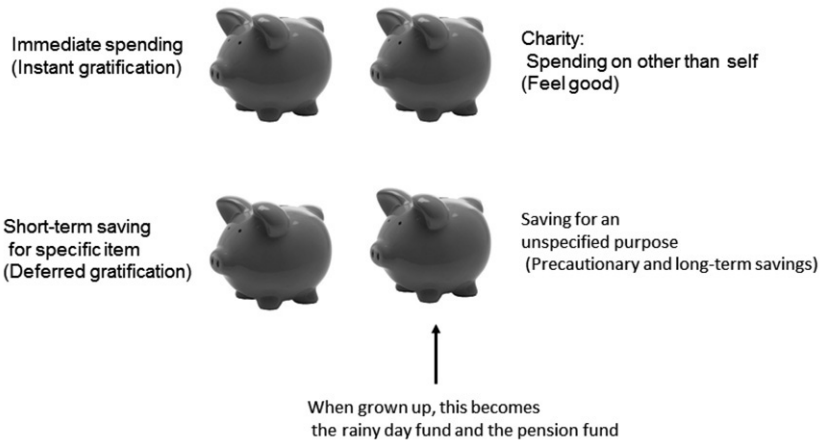 Immediate spending
(Instant gratification)
Charity:
Spending on other than self
(Feel good)
Short-term saving
for specific item
(Deferred gratification)
Saving for an
unspecified purpose
(Precautionary and long-term savings)
When grown up, this becomes
the rainy day fund and the pension fund